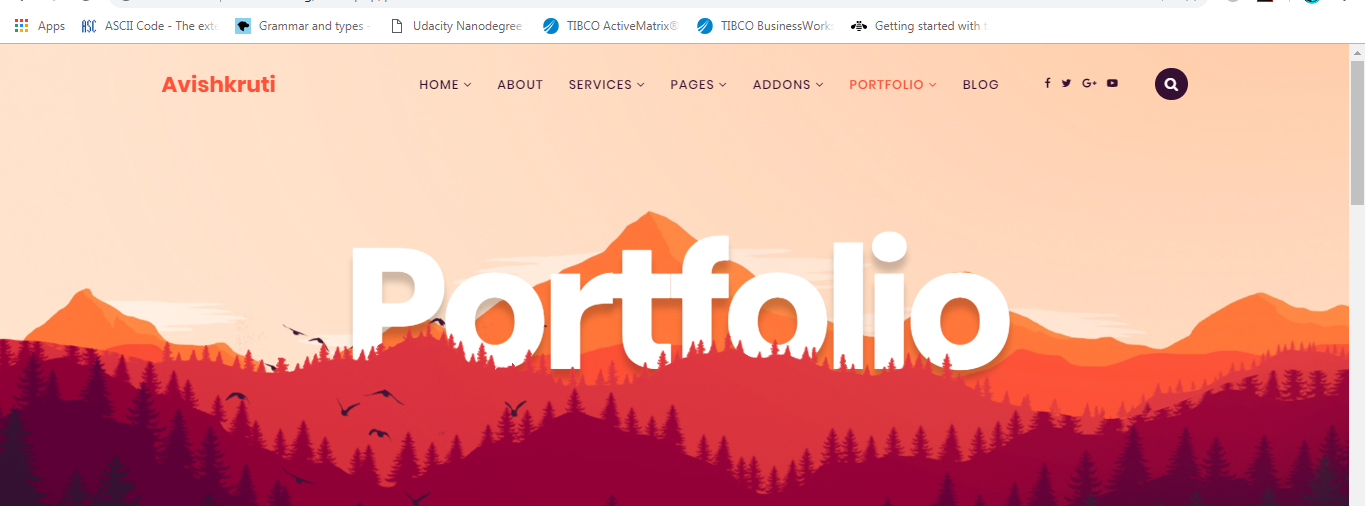 Apps ASCII Code - The exte Grammar and types - Udacity Nanodegree TIBCO ActiveMatrix® TIBCO BusinessWorks Getting started with t
Avishkruti HOME ABOUT SERVICES PAGES ADDONS PORTFOLIO BLOG
Portfolio